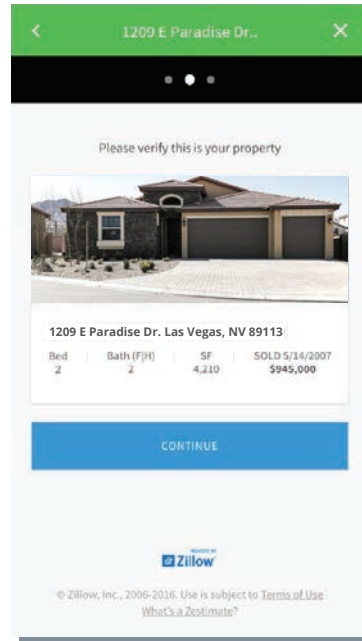 1209 E Paradise Dr..
Please verify this is your property
1209 E Paradise Dr. Las Vegas, NV 89113
Bed Bath (F|H) SF SOLD 5/14/2007
2 2 4,210 $945,000
CONTINUE
Zillow
© Zillow, Inc., 2006-2016. Use is subject to Terms of Use
What's a Zestimate?